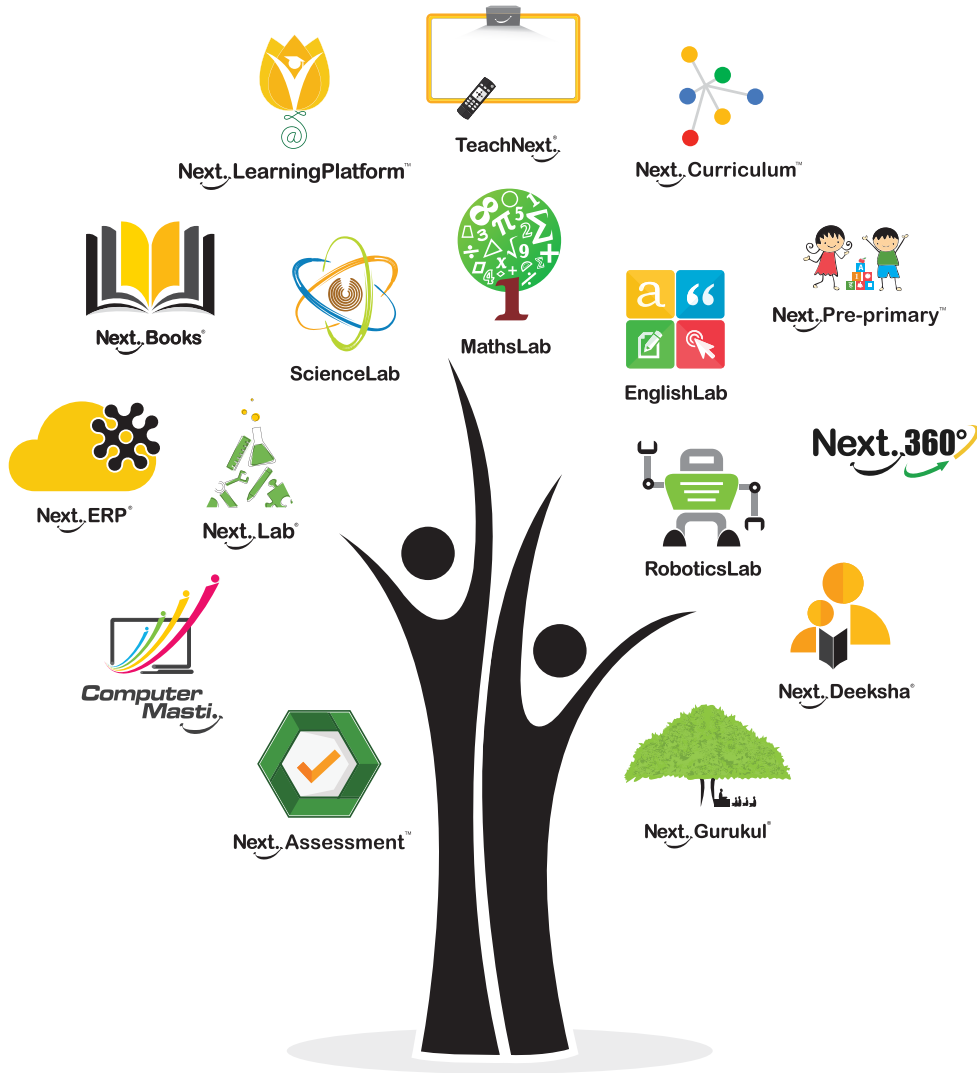 TeachNext®
Next..LearningPlatform™
Next..Curriculum™
Next..Books®
ScienceLab
MathsLab
EnglishLab
Next..Pre-primary™
Next..ERP®
Next..Lab®
RoboticsLab
Next..360°
Computer
Masti..
Next..Deeksha®
Next..Assessment™
Next..Gurukul®